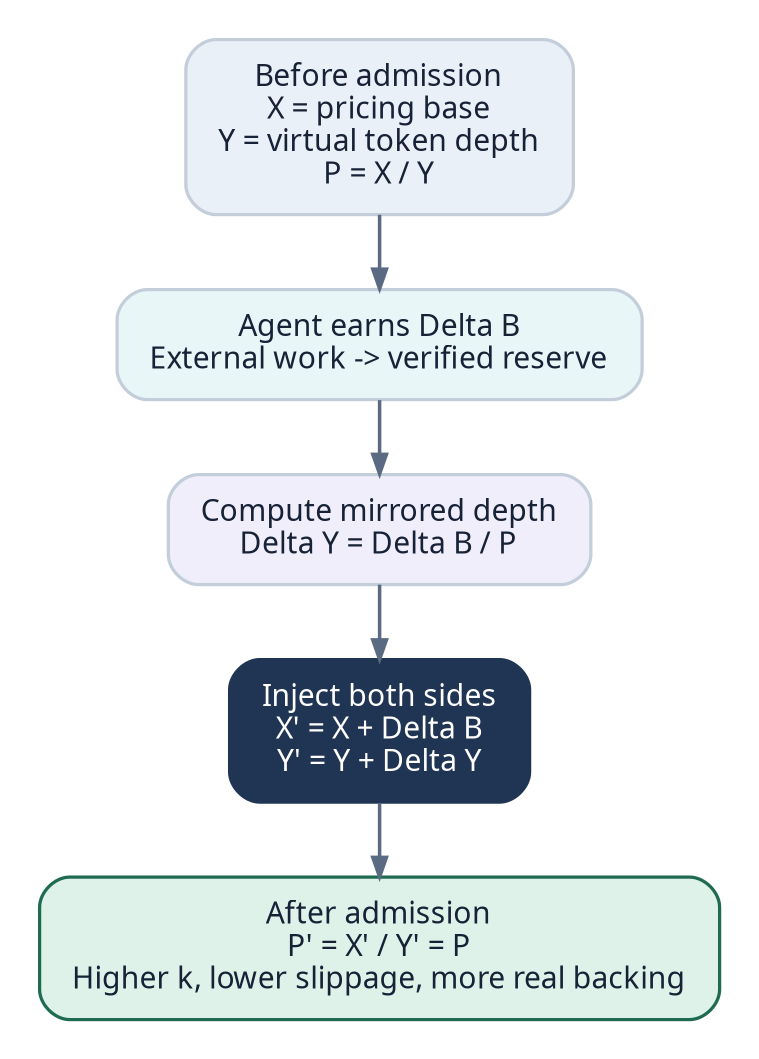 Before admission
X = pricing base
Y = virtual token depth
P = X / Y
Agent earns Delta B
External work -> verified reserve
Compute mirrored depth
Delta Y = Delta B / P
Inject both sides
X' = X + Delta B
Y' = Y + Delta Y
After admission
P' = X' / Y' = P
Higher k, lower slippage, more real backing